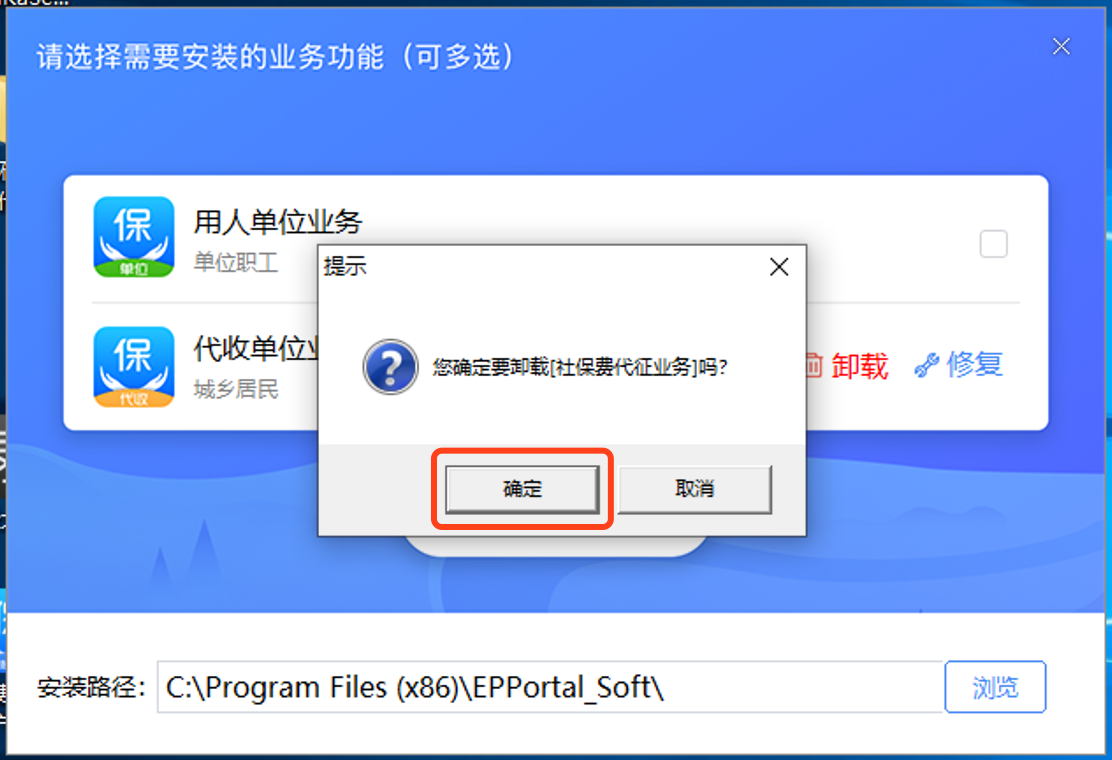 请选择需要安装的业务功能（可多选）
保
单位
用人单位业务
单位职工
保
代收
代收单位业
城乡居民
卸载
修复
提示
您确定要卸载[社保费代征业务]吗?
确定
取消
安装路径：
C:\Program Files (x86)\EPPortal_Soft\
浏览